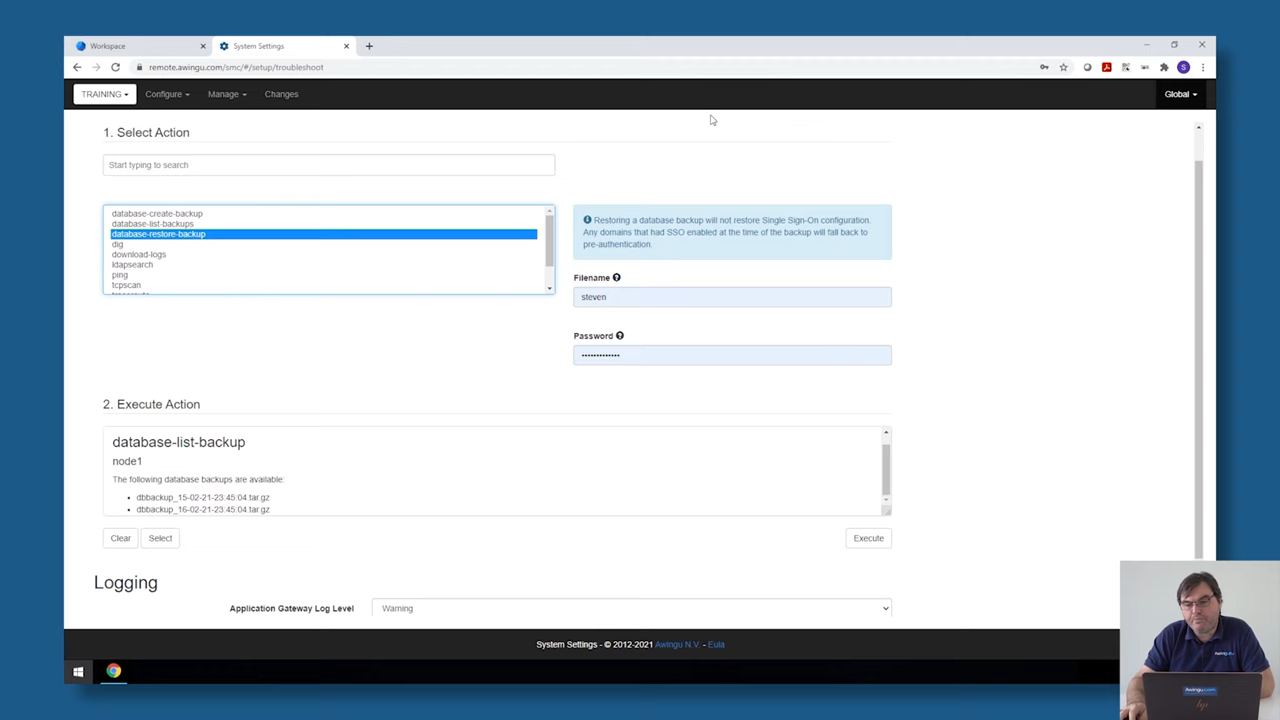 Workspace
System Settings
remote.awingu.com/smc/#/setup/troubleshoot
S
TRAINING
Configure
Manage
Changes
Global
1. Select Action
Start typing to search
database-create-backup
database-list-backups
database-restore-backup
dig
download-logs
ldapsearch
ping
tcpscan
Restoring a database backup will not restore Single Sign-On configuration.
Any domains that had SSO enabled at the time of the backup will fall back to
pre-authentication.
Filename
steven
Password
•••••••••••••
2. Execute Action
database-list-backup
node1
The following database backups are available:
• dbbackup_15-02-21-23:45:04.tar.gz
• dbbackup_16-02-21-23:45:04.tar.gz
Clear
Select
Execute
Logging
Application Gateway Log Level
Warning
System Settings - © 2012-2021 Awingu N.V. - Eula
Awingu.com
hp